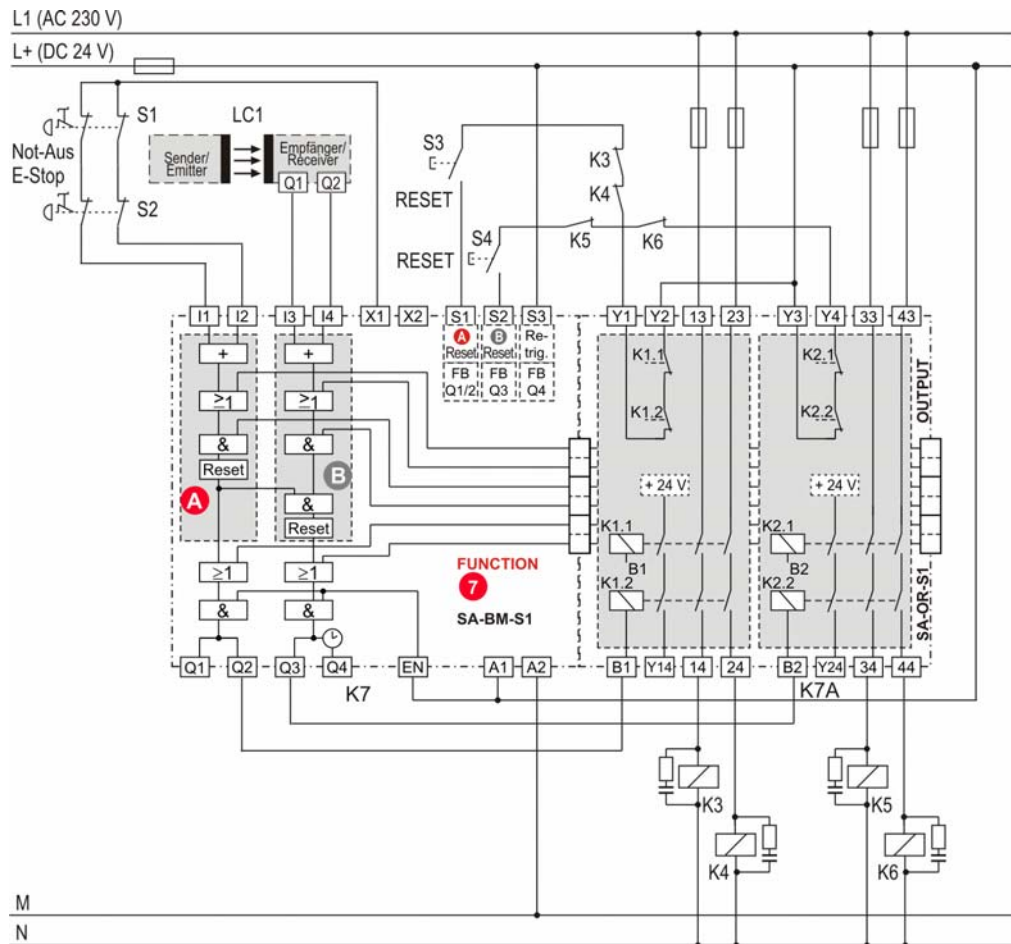 L1 (AC 230 V)
L+ (DC 24 V)
S1
LC1
Not-Aus
E-Stop
Sender/
Emitter
Empfänger/
Receiver
Q1 Q2
S2
S3
RESET
S4
RESET
K3
K4
K5 K6
I1 I2 I3 I4 X1 X2 S1 S2 S3 Y1 Y2 13 23 Y3 Y4 33 43
A
Reset
FB
Q1/2
B
Reset
FB
Q3
Re-
trig.
FB
Q4
+ +
≥1 ≥1
& &
Reset
A
B
&
Reset
≥1 ≥1
& &
K1.1
K1.2
+ 24 V
K1.1
B1
K1.2
K2.1
K2.2
+ 24 V
K2.1
B2
K2.2
OUTPUT
SA-OR-S1
FUNCTION
7
SA-BM-S1
Q1 Q2 Q3 Q4 EN A1 A2 B1 Y14 14 24 B2 Y24 34 44
K7 K7A
K3 K5
K4 K6
M
N